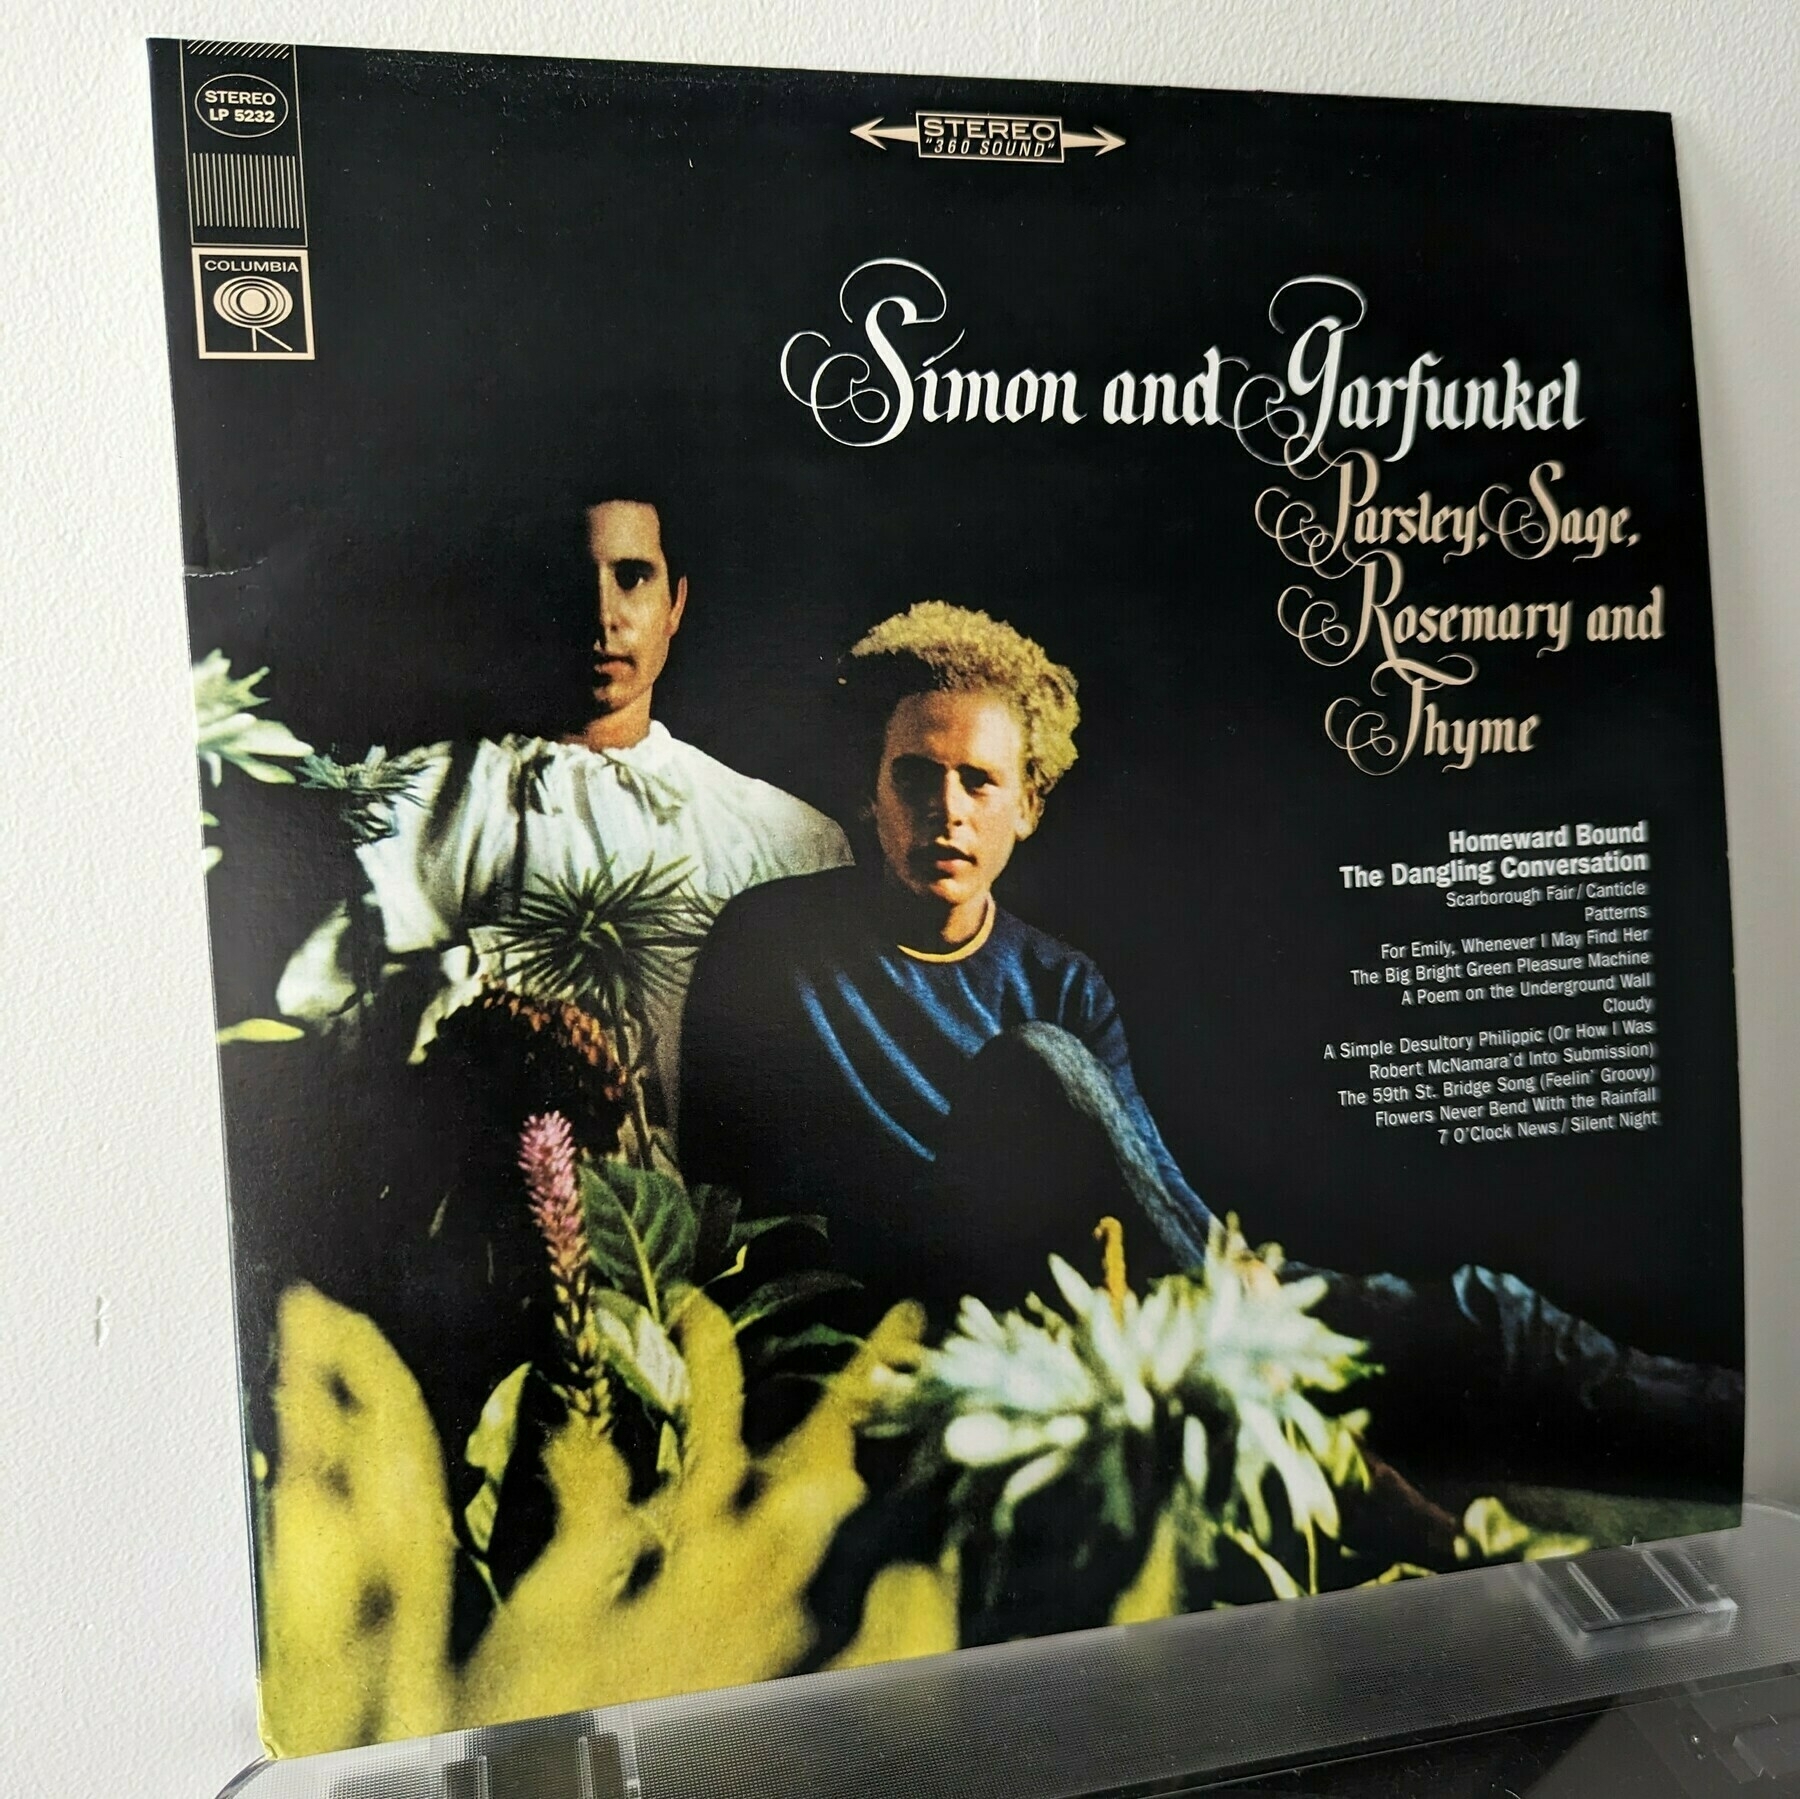 STEREO
LP 5232
COLUMBIA
STEREO
"360 SOUND"
Simon and Garfunkel
Parsley, Sage,
Rosemary and
Thyme
Homeward Bound
The Dangling Conversation
Scarborough Fair / Canticle
Patterns
For Emily, Whenever I May Find Her
The Big Bright Green Pleasure Machine
A Poem on the Underground Wall
Cloudy
A Simple Desultory Philippic (Or How I Was
Robert McNamara'd Into Submission)
The 59th St. Bridge Song (Feelin' Groovy)
Flowers Never Bend With the Rainfall
7 O'Clock News / Silent Night